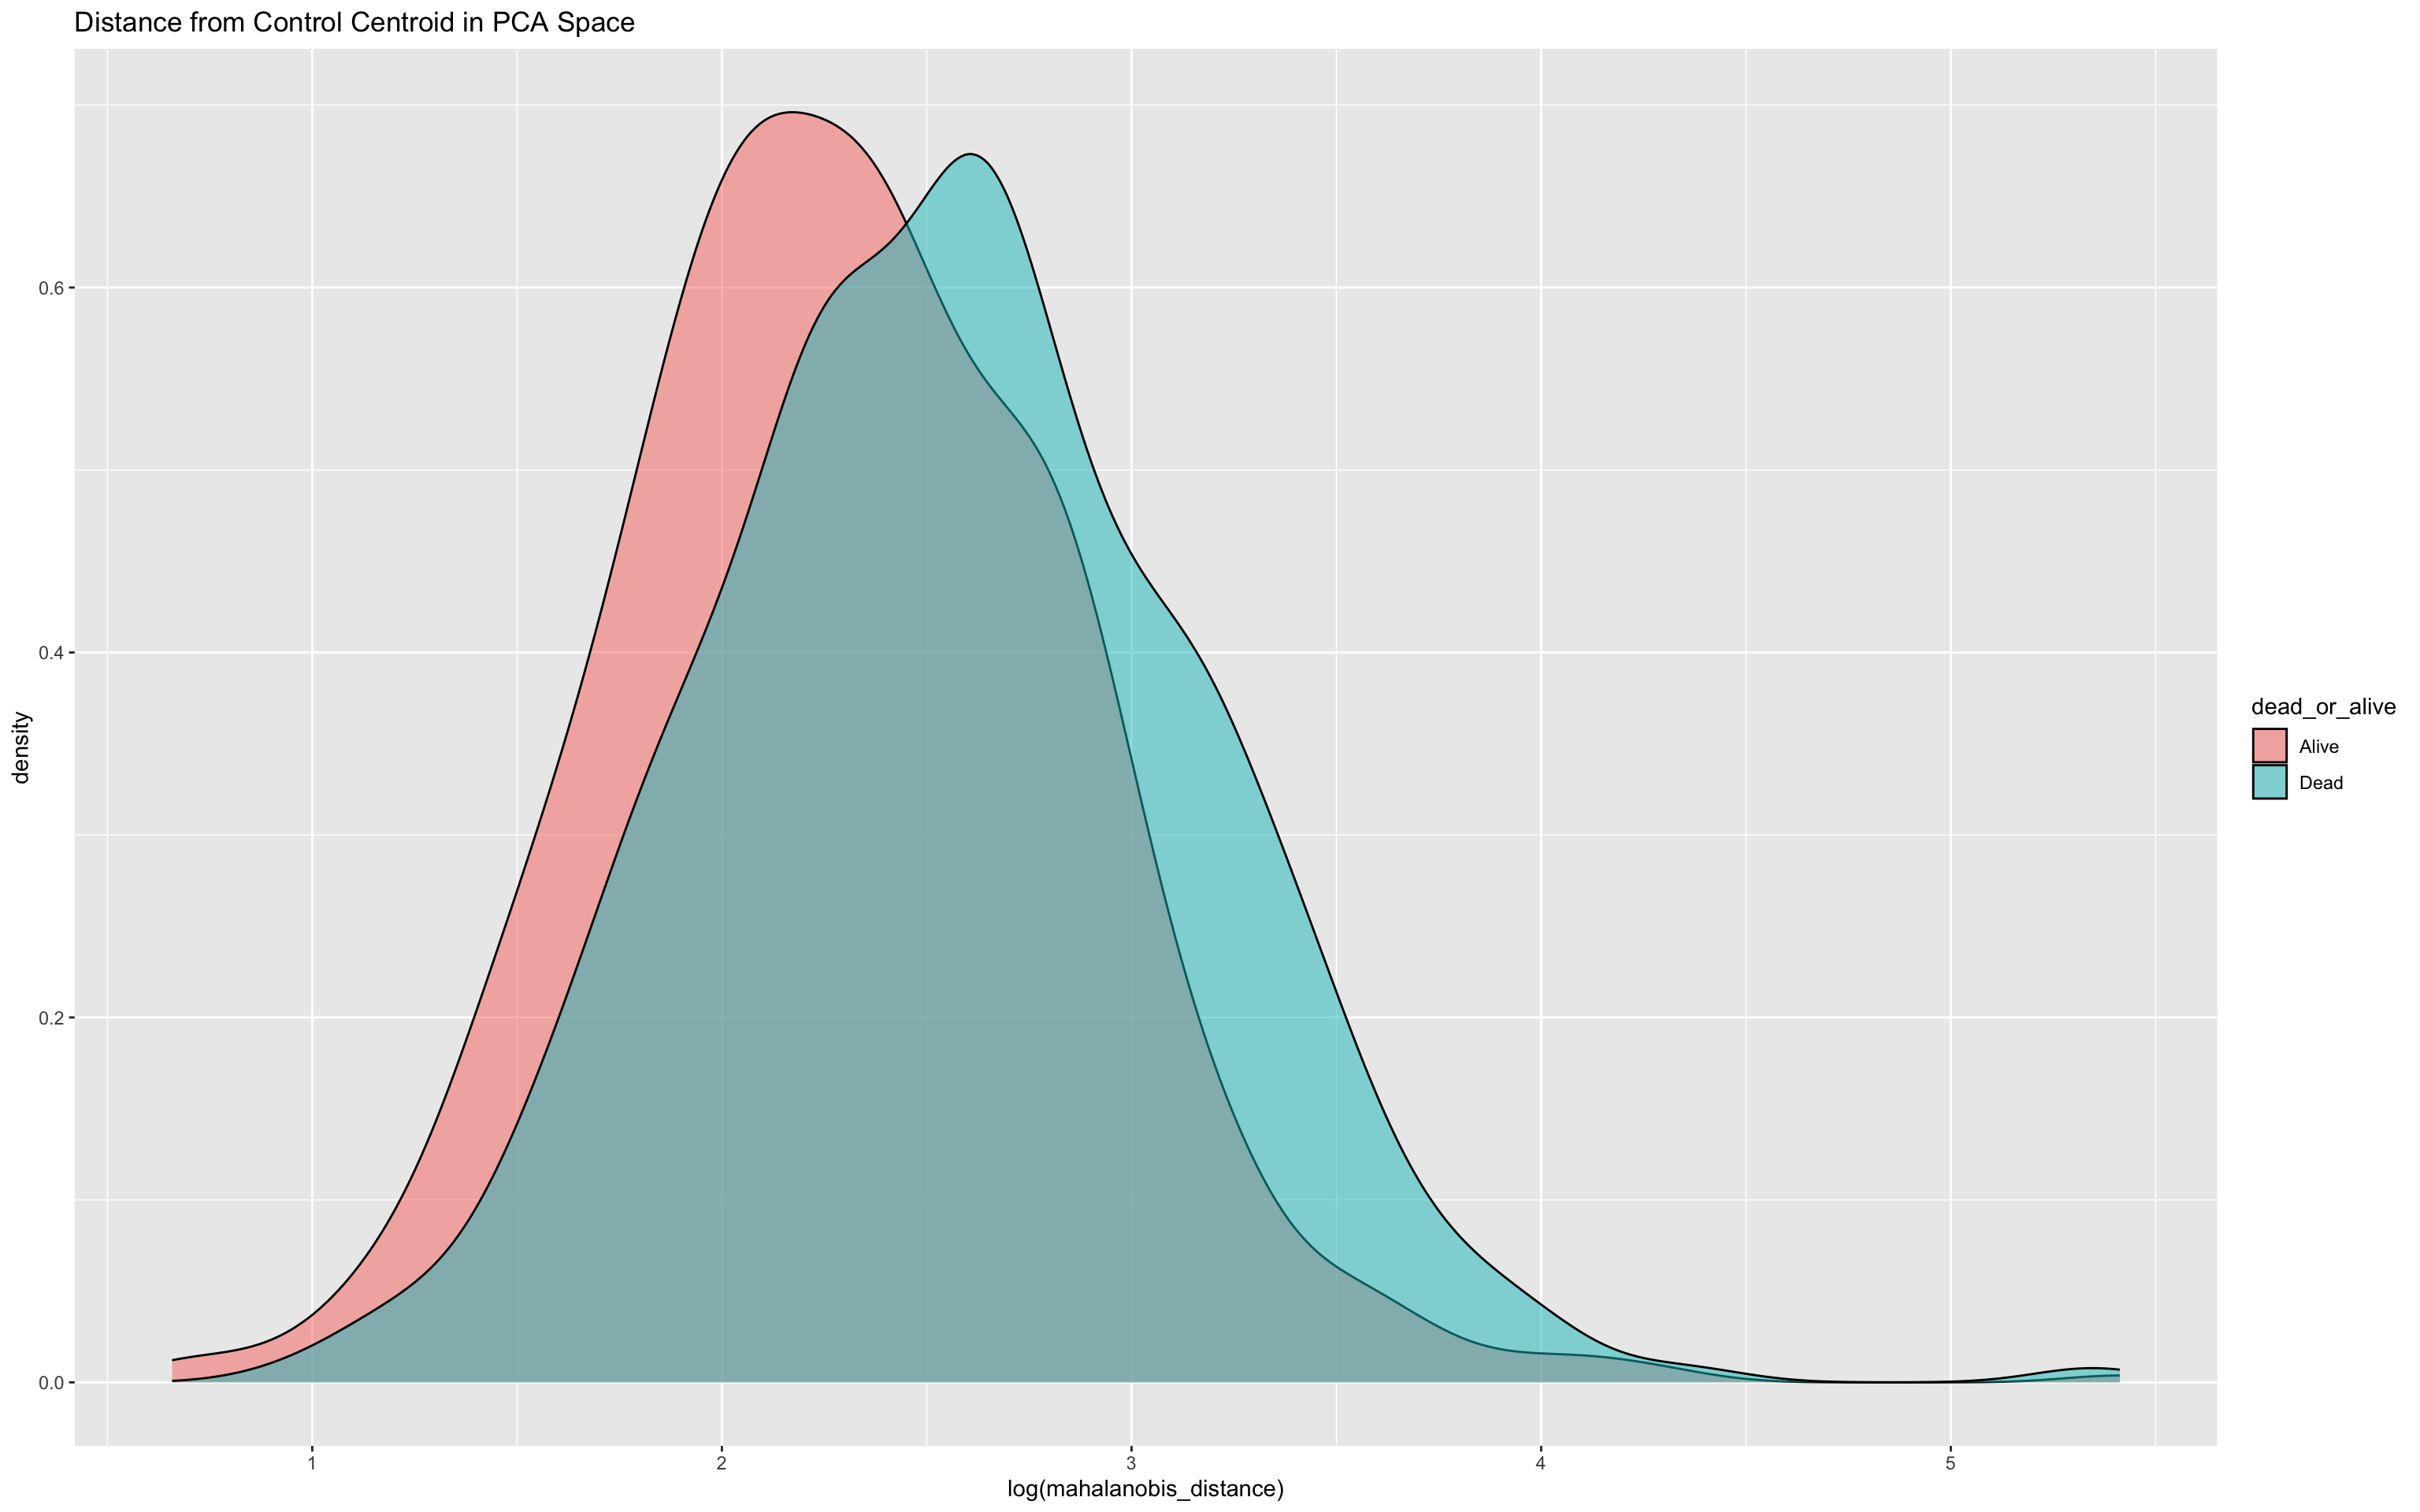 Distance from Control Centroid in PCA Space
density
0.6
0.4
0.2
0.0
1 2 3 4 5
log(mahalanobis_distance)
dead_or_alive
Alive
Dead